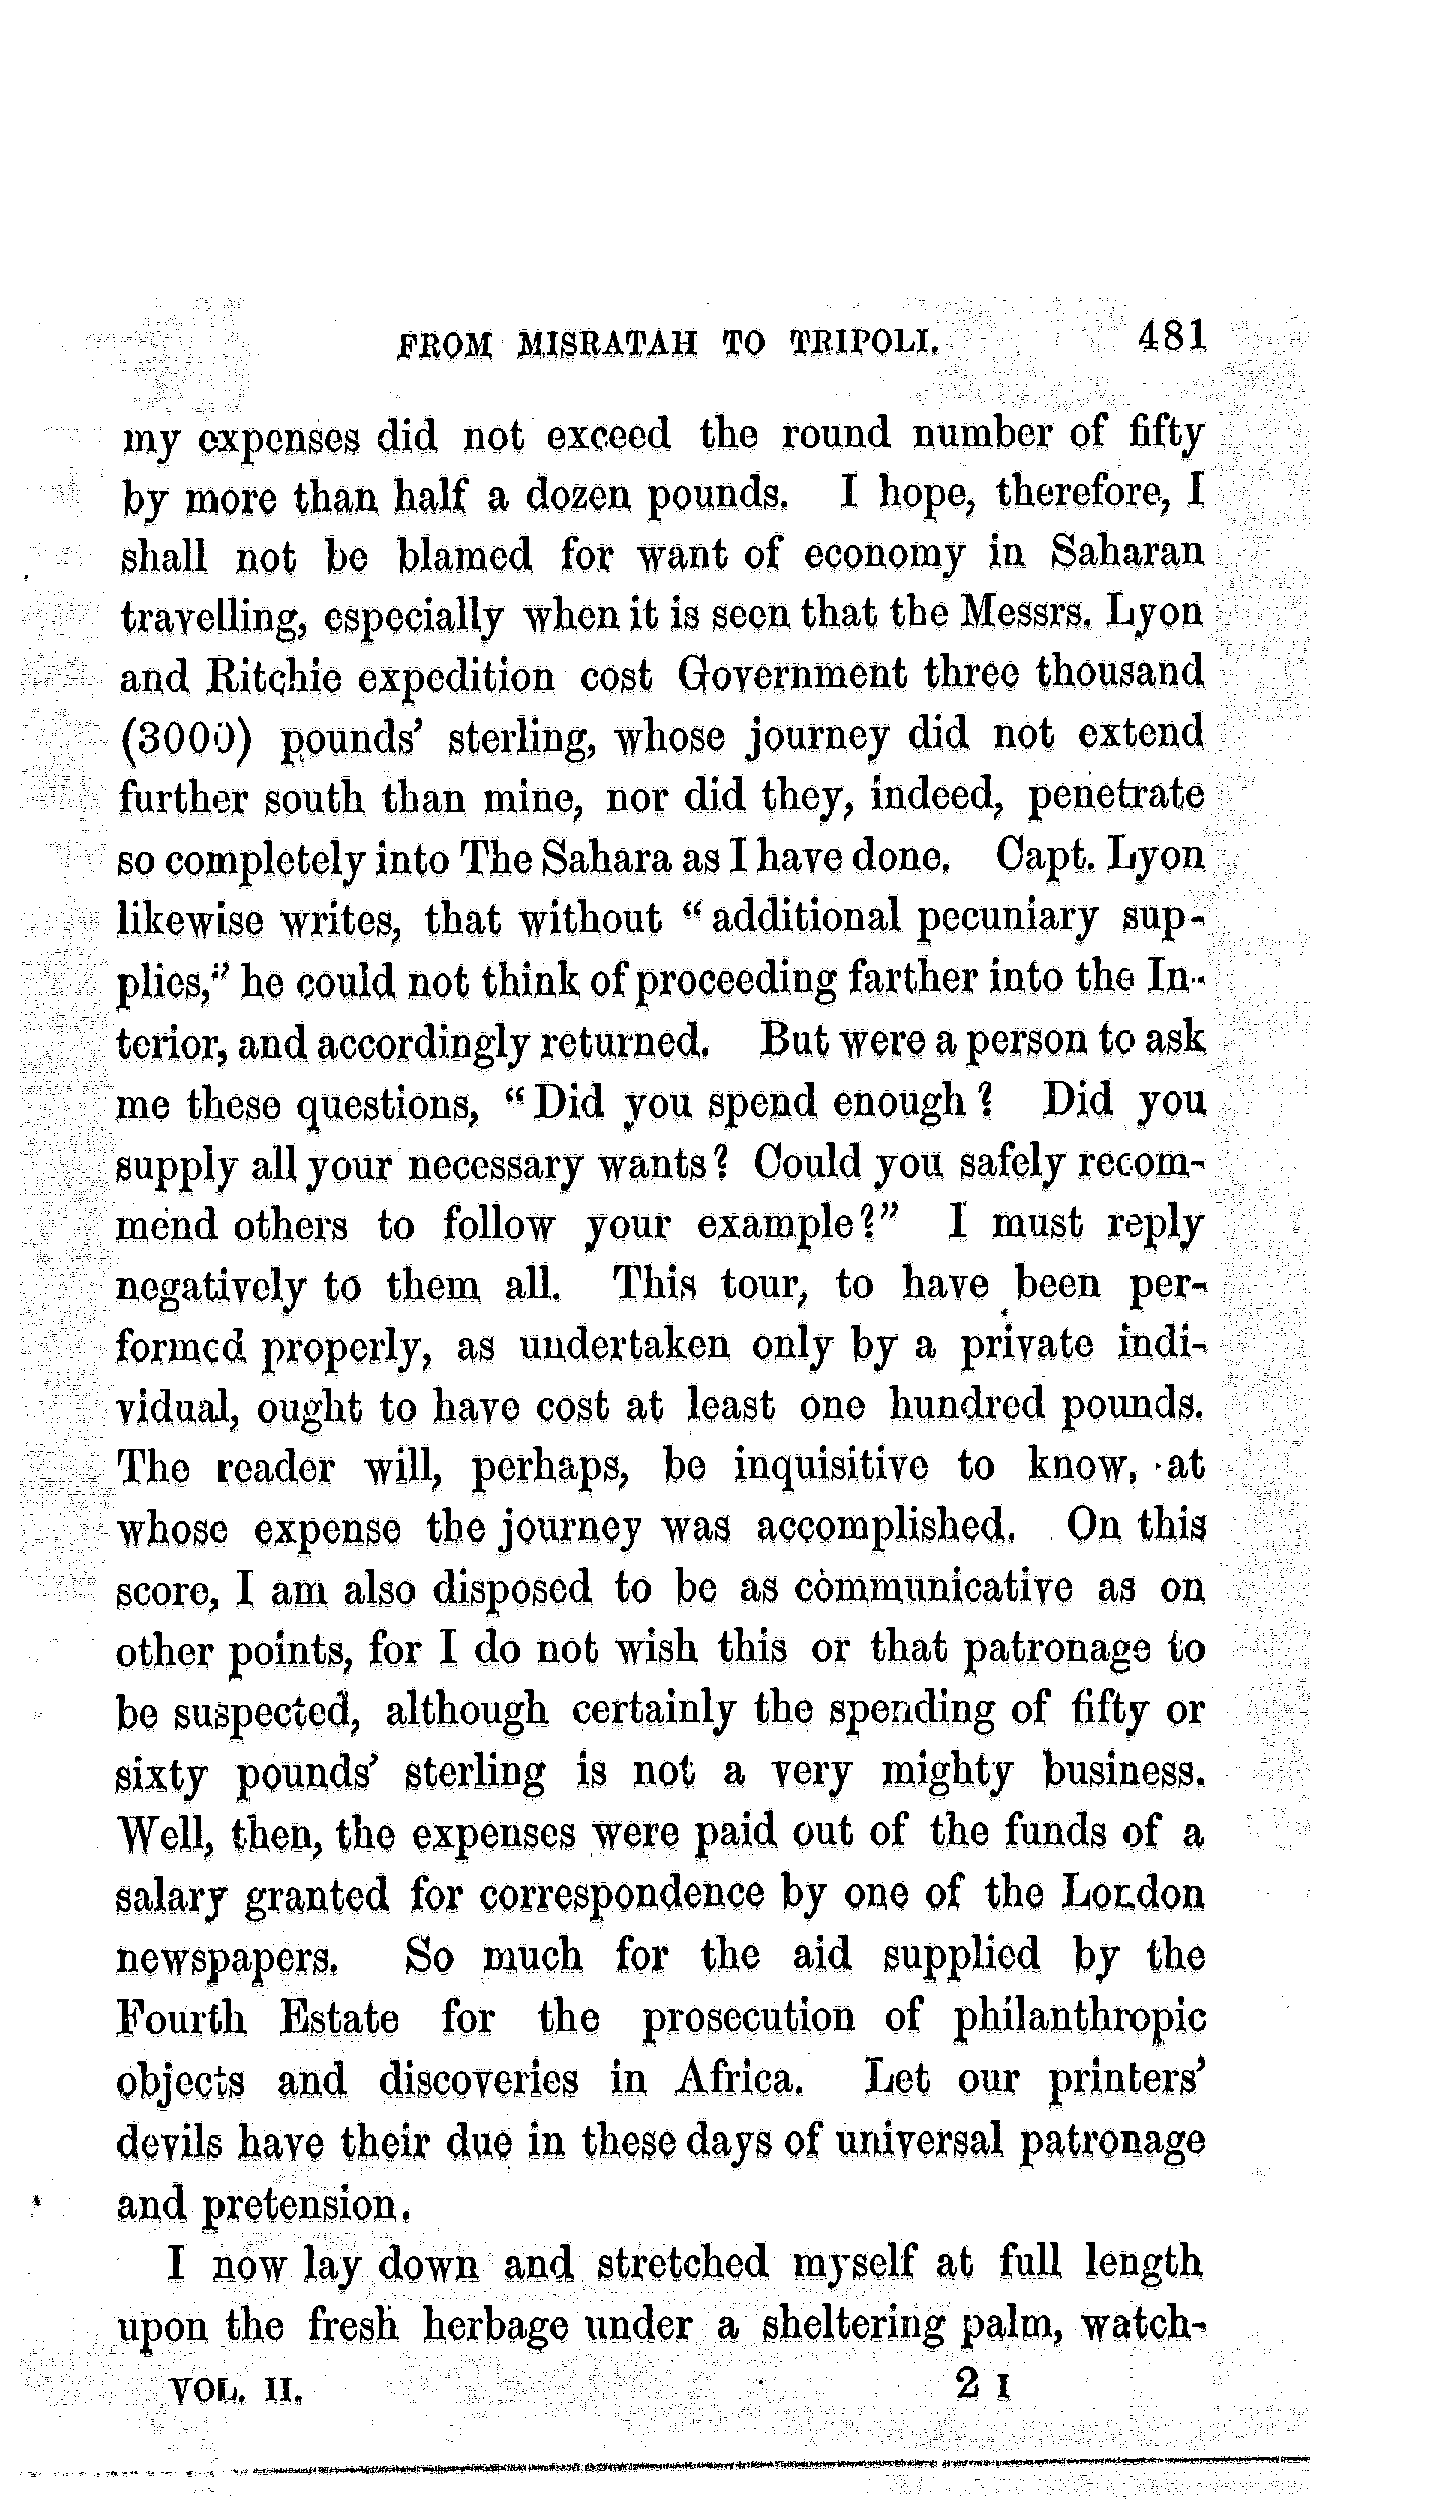 FROM MISRATAH TO TRIPOLI. 481
my expenses did not exceed the round number of fifty
by more than half a dozen pounds. I hope, therefore, I
shall not be blamed for want of economy in Saharan
travelling, especially when it is seen that the Messrs. Lyon
and Ritchie expedition cost Government three thousand
(3000) pounds’ sterling, whose journey did not extend
further south than mine, nor did they, indeed, penetrate
so completely into The Sahara as I have done. Capt. Lyon
likewise writes, that without “additional pecuniary sup-
plies,” he could not think of proceeding farther into the In-
terior, and accordingly returned. But were a person to ask
me these questions, “Did you spend enough? Did you
supply all your necessary wants? Could you safely recom-
mend others to follow your example?” I must reply
negatively to them all. This tour, to have been per-
formed properly, as undertaken only by a private indi-
vidual, ought to have cost at least one hundred pounds.
The reader will, perhaps, be inquisitive to know, at
whose expense the journey was accomplished. On this
score, I am also disposed to be as communicative as on
other points, for I do not wish this or that patronage to
be suspected, although certainly the spending of fifty or
sixty pounds’ sterling is not a very mighty business.
Well, then, the expenses were paid out of the funds of a
salary granted for correspondence by one of the London
newspapers. So much for the aid supplied by the
Fourth Estate for the prosecution of philanthropic
objects and discoveries in Africa. Let our printers’
devils have their due in these days of universal patronage
and pretension.
I now lay down and stretched myself at full length
upon the fresh herbage under a sheltering palm, watch-
VOL. II. 2 I